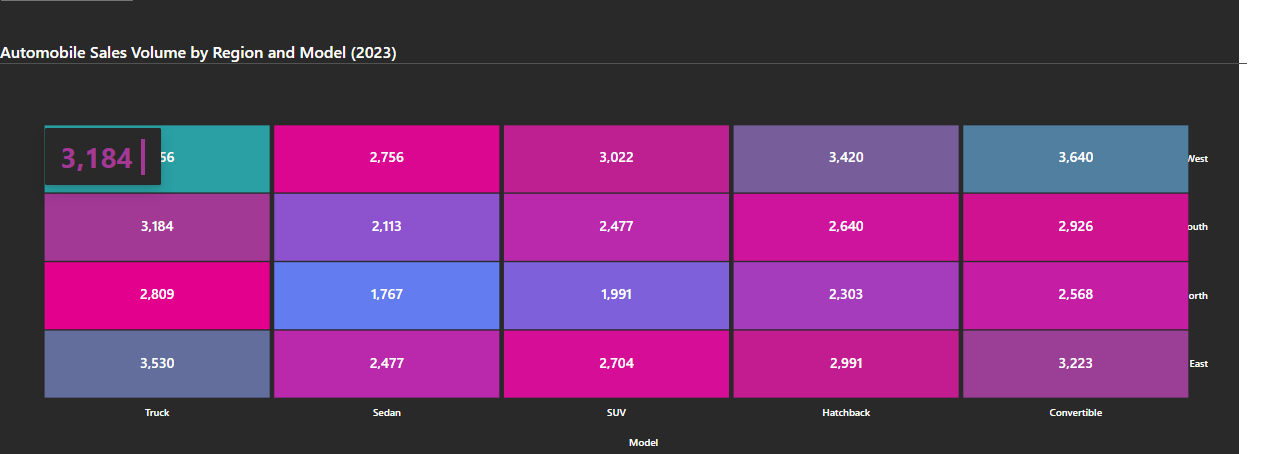 Automobile Sales Volume by Region and Model (2023)
3,184 56 2,756 3,022 3,420 3,640 West
3,184 2,113 2,477 2,640 2,926 outh
2,809 1,767 1,991 2,303 2,568 orth
3,530 2,477 2,704 2,991 3,223 East
Truck Sedan SUV Hatchback Convertible
Model